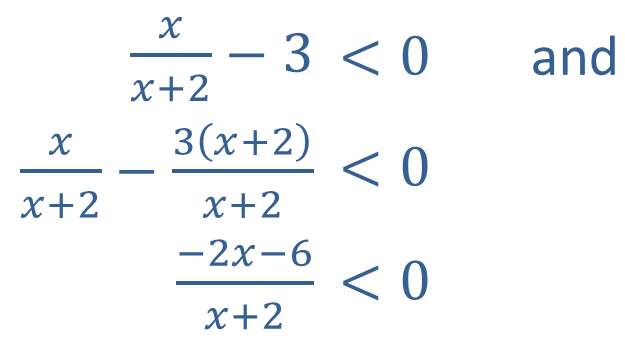 x/(x+2) − 3 < 0 and
x/(x+2) − 3(x+2)/(x+2) < 0
(−2x−6)/(x+2) < 0